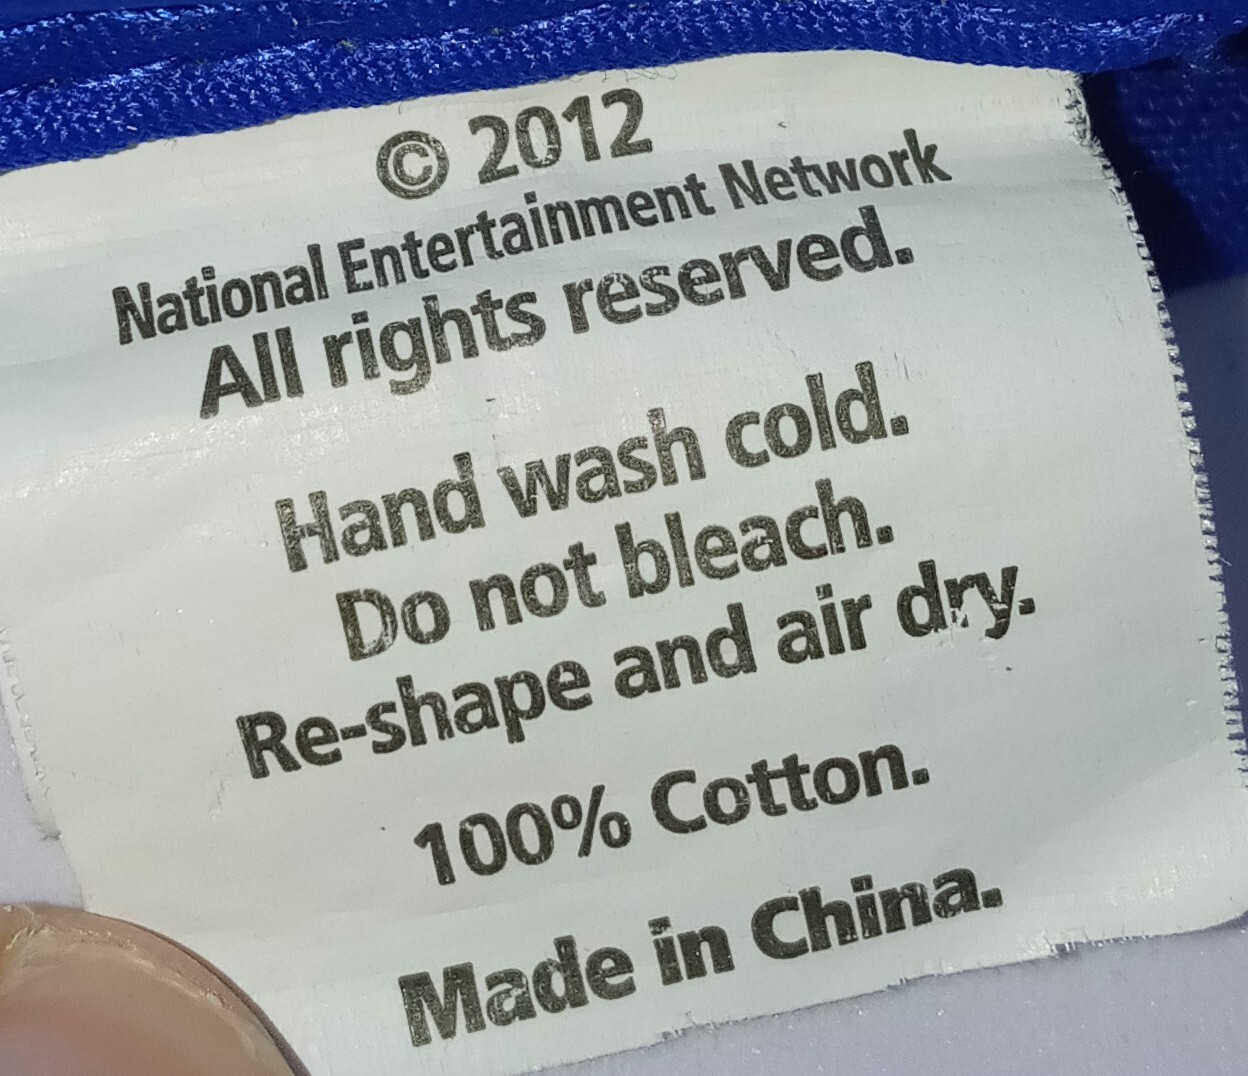 © 2012
National Entertainment Network
All rights reserved.
Hand wash cold.
Do not bleach.
Re-shape and air dry.
100% Cotton.
Made in China.